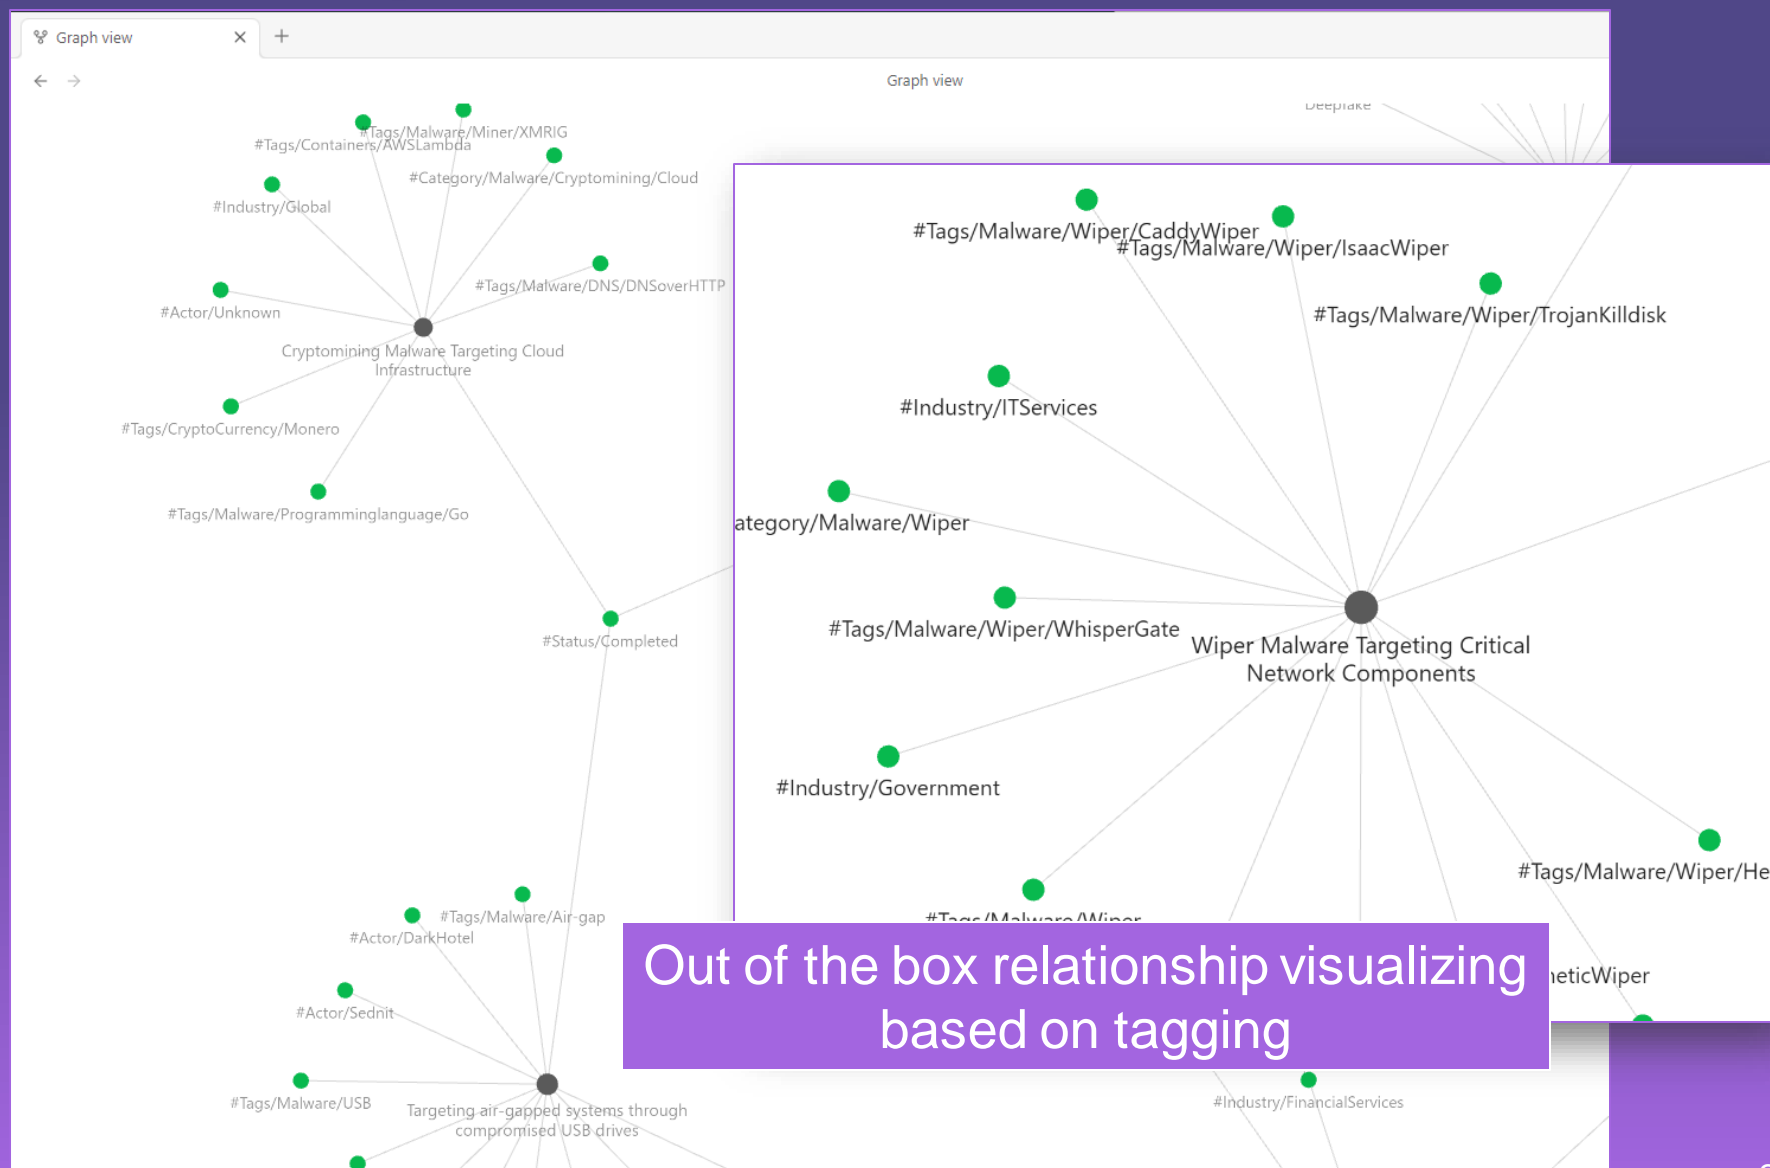 Graph view
Graph view
Deepfake
#Tags/Malware/Miner/XMRIG
#Tags/Containers/AWSLambda
#Category/Malware/Cryptomining/Cloud
#Industry/Global
#Tags/Malware/DNS/DNSoverHTTP
#Actor/Unknown
Cryptomining Malware Targeting Cloud
Infrastructure
#Tags/CryptoCurrency/Monero
#Tags/Malware/Programminglanguage/Go
#Status/Completed
#Tags/Malware/Air-gap
#Actor/DarkHotel
#Actor/Sednit
#Tags/Malware/USB
Targeting air-gapped systems through
compromised USB drives
#Tags/Malware/Wiper/CaddyWiper
#Tags/Malware/Wiper/IsaacWiper
#Tags/Malware/Wiper/TrojanKilldisk
#Industry/ITServices
ategory/Malware/Wiper
#Tags/Malware/Wiper/WhisperGate
Wiper Malware Targeting Critical
Network Components
#Industry/Government
#Tags/Malware/Wiper/He
#Tags/Malware/Wiper
neticWiper
Out of the box relationship visualizing
based on tagging
#Industry/FinancialServices